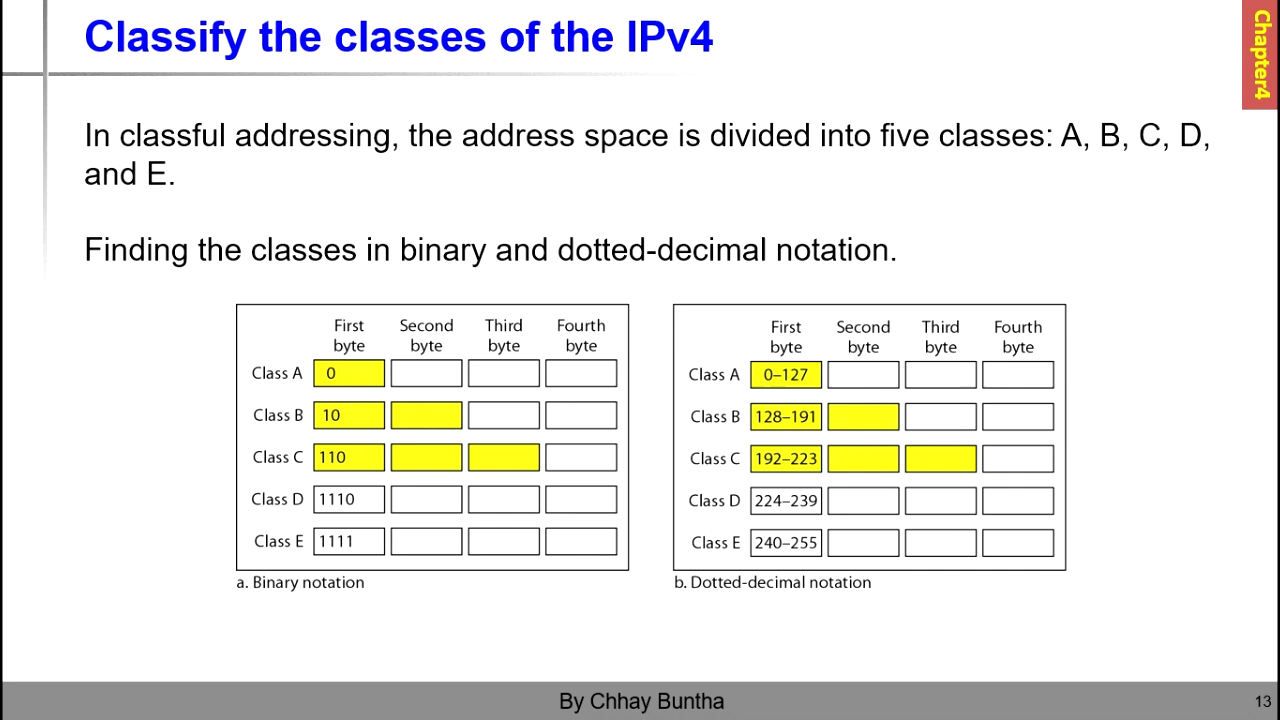 Classify the classes of the IPv4
Chapter4
In classful addressing, the address space is divided into five classes: A, B, C, D,
and E.
Finding the classes in binary and dotted-decimal notation.
First byte Second byte Third byte Fourth byte
Class A 0
Class B 10
Class C 110
Class D 1110
Class E 1111
a. Binary notation
First byte Second byte Third byte Fourth byte
Class A 0–127
Class B 128–191
Class C 192–223
Class D 224–239
Class E 240–255
b. Dotted-decimal notation
By Chhay Buntha
13